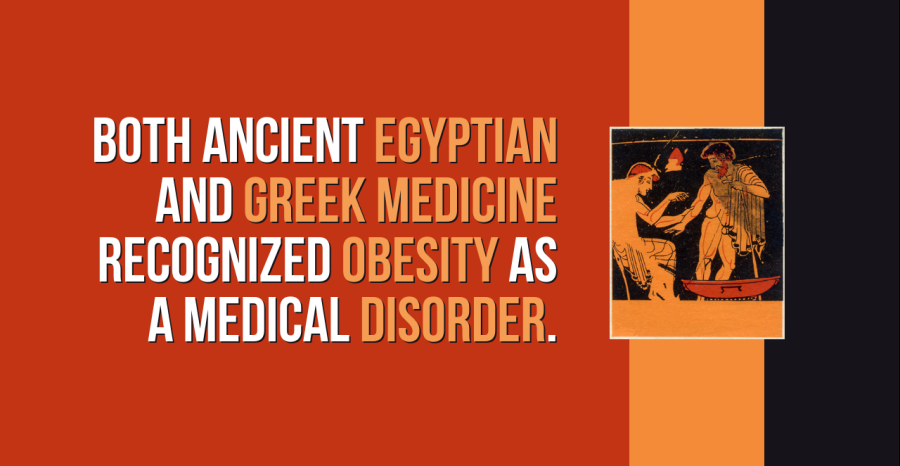 BOTH ANCIENT EGYPTIAN
AND GREEK MEDICINE
RECOGNIZED OBESITY AS
A MEDICAL DISORDER.